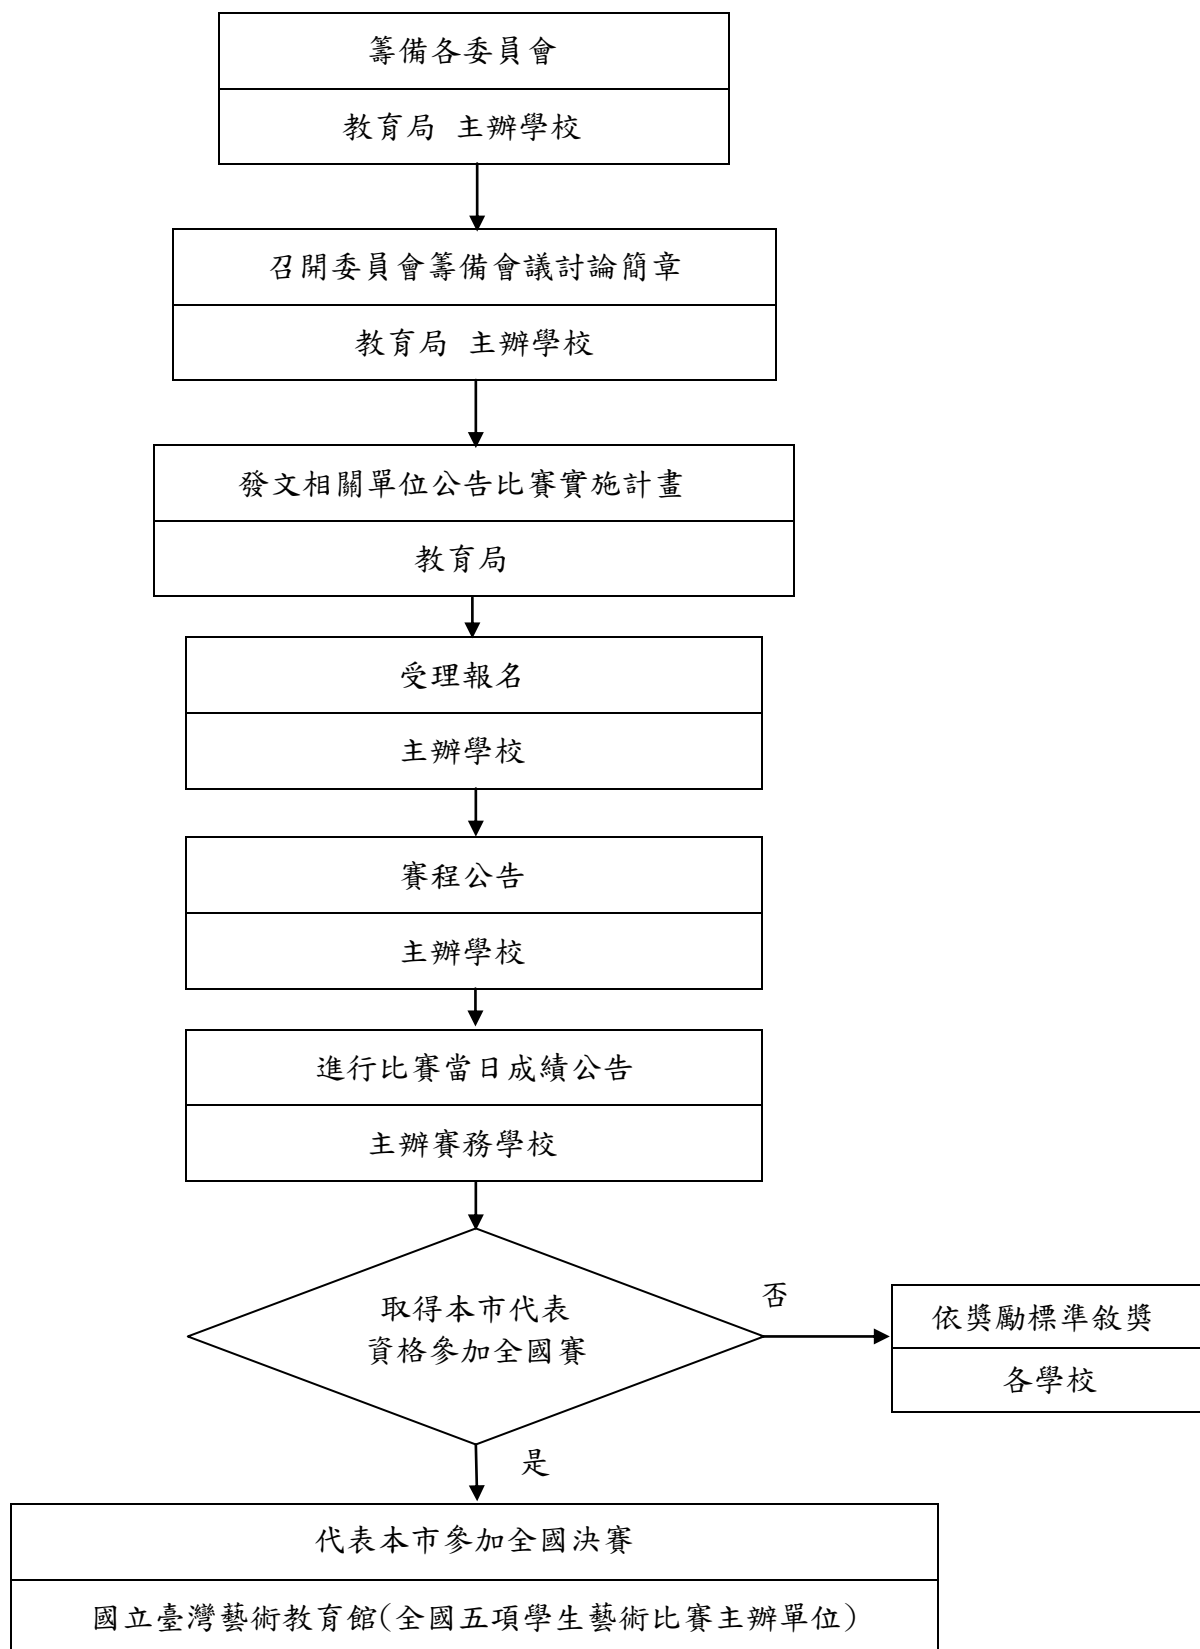 籌備各委員會
教育局 主辦學校
召開委員會籌備會議討論簡章
教育局 主辦學校
發文相關單位公告比賽實施計畫
教育局
受理報名
主辦學校
賽程公告
主辦學校
進行比賽當日成績公告
主辦賽務學校
取得本市代表
資格參加全國賽
否
依獎勵標準敘獎
各學校
是
代表本市參加全國決賽
國立臺灣藝術教育館(全國五項學生藝術比賽主辦單位)